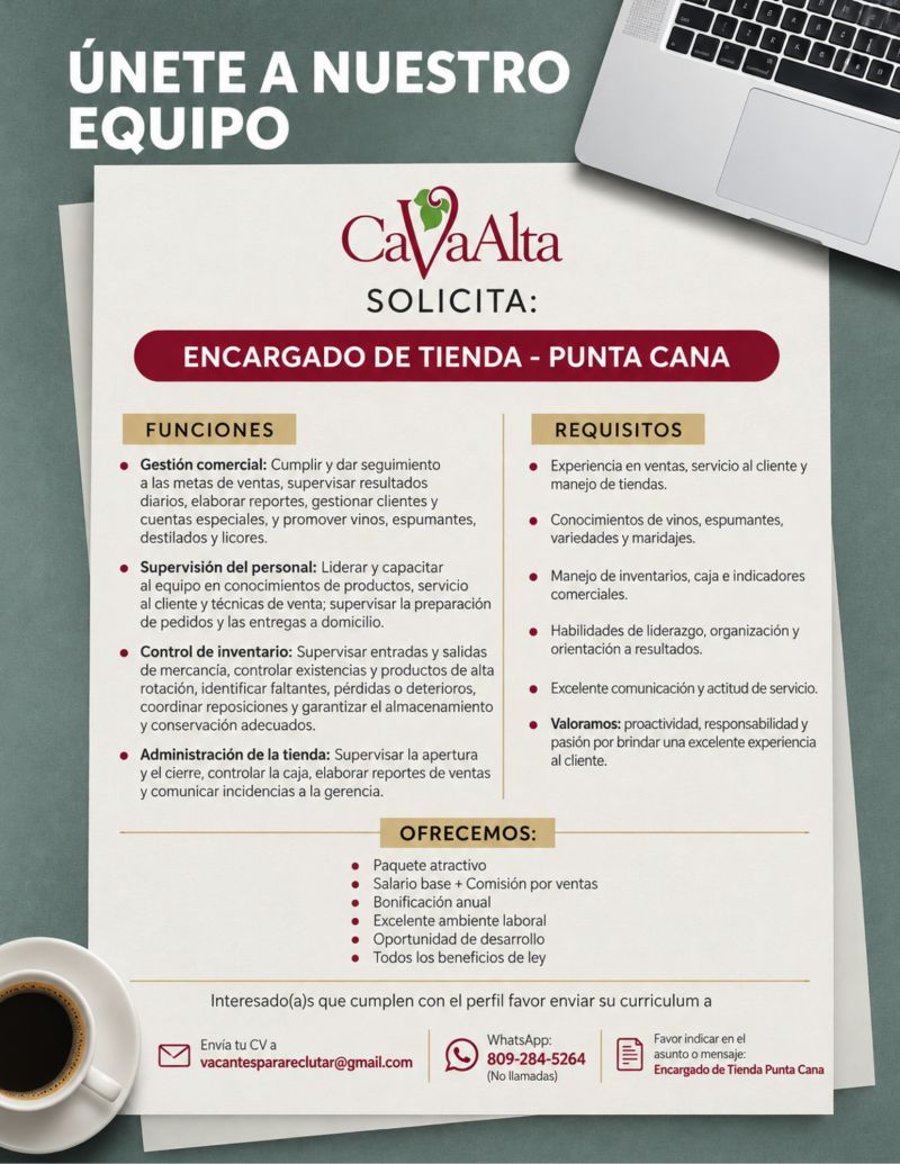 ÚNETE A NUESTRO
EQUIPO
CaVaAlta
SOLICITA:
ENCARGADO DE TIENDA - PUNTA CANA
FUNCIONES
• Gestión comercial: Cumplir y dar seguimiento
a las metas de ventas, supervisar resultados
diarios, elaborar reportes, gestionar clientes y
cuentas especiales, y promover vinos, espumantes,
destilados y licores.
• Supervisión del personal: Liderar y capacitar
al equipo en conocimientos de productos, servicio
al cliente y técnicas de venta; supervisar la preparación
de pedidos y las entregas a domicilio.
• Control de inventario: Supervisar entradas y salidas
de mercancía, controlar existencias y productos de alta
rotación, identificar faltantes, pérdidas o deterioros,
coordinar reposiciones y garantizar el almacenamiento
y conservación adecuados.
• Administración de la tienda: Supervisar la apertura
y el cierre, controlar la caja, elaborar reportes de ventas
y comunicar incidencias a la gerencia.
REQUISITOS
• Experiencia en ventas, servicio al cliente y
manejo de tiendas.
• Conocimientos de vinos, espumantes,
variedades y maridajes.
• Manejo de inventarios, caja e indicadores
comerciales.
• Habilidades de liderazgo, organización y
orientación a resultados.
• Excelente comunicación y actitud de servicio.
• Valoramos: proactividad, responsabilidad y
pasión por brindar una excelente experiencia
al cliente.
OFRECEMOS:
• Paquete atractivo
• Salario base + Comisión por ventas
• Bonificación anual
• Excelente ambiente laboral
• Oportunidad de desarrollo
• Todos los beneficios de ley
Interesado(a)s que cumplen con el perfil favor enviar su curriculum a
Envía tu CV a
vacantesparareclutar@gmail.com
WhatsApp:
809-284-5264
(No llamadas)
Favor indicar en el
asunto o mensaje:
Encargado de Tienda Punta Cana